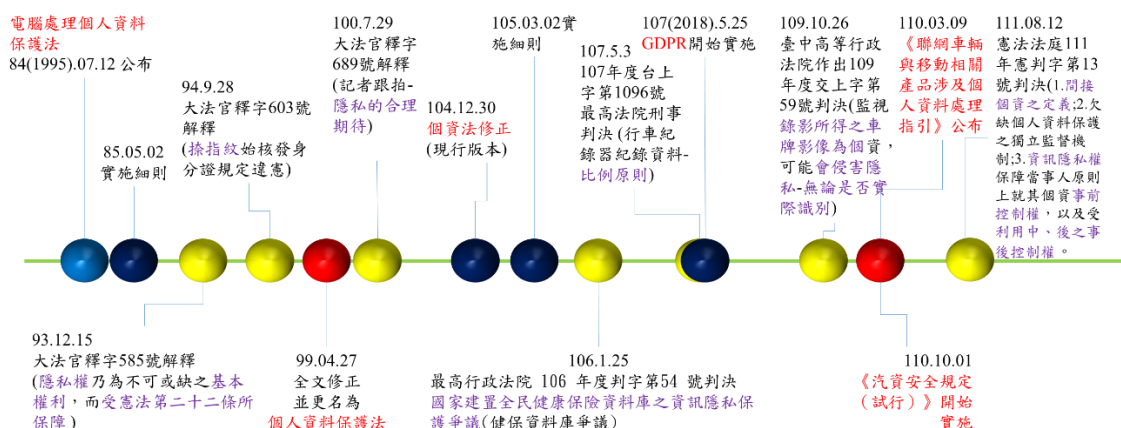 電腦處理個人資料
保護法
84(1995).07.12 公布
85.05.02
實施細則
94.9.28
大法官釋字603號
解釋
(捺指紋始核發身
分證規定違憲)
100.7.29
大法官釋字
689號解釋
(記者跟拍-
隱私的合理
期待)
104.12.30
個資法修正
(現行版本)
105.03.02實
施細則
107.5.3
107年度台上
字第1096號
最高法院刑事
判決 (行車紀
錄器紀錄資料-
比例原則)
107(2018).5.25
GDPR開始實施
109.10.26
臺中高等行政
法院作出109
年度交上字第
59號判決(監視
錄影所得之車
牌影像為個資，
可能會侵害隱
私-無論是否實
際識別)
110.03.09
《聯網車輛
與移動相關
產品涉及個
人資料處理
指引》公布
111.08.12
憲法法庭111
年憲判字第13
號判決(1.間接
個資之定義;2.欠
缺個人資料保護
之獨立監督機
制;3.資訊隱私權
保障當事人原則
上就其個資事前
控制權，以及受
利用中、後之事
後控制權。
93.12.15
大法官釋字585號解釋
(隱私權乃為不可或缺之基本
權利，而受憲法第二十二條所
保障)
99.04.27
全文修正
並更名為
個人資料保護法
106.1.25
最高行政法院 106 年度判字第54 號判決
國家建置全民健康保險資料庫之資訊隱私保
護爭議(健保資料庫爭議)
110.10.01
《汽資安全規定
（試行）》開始
實施